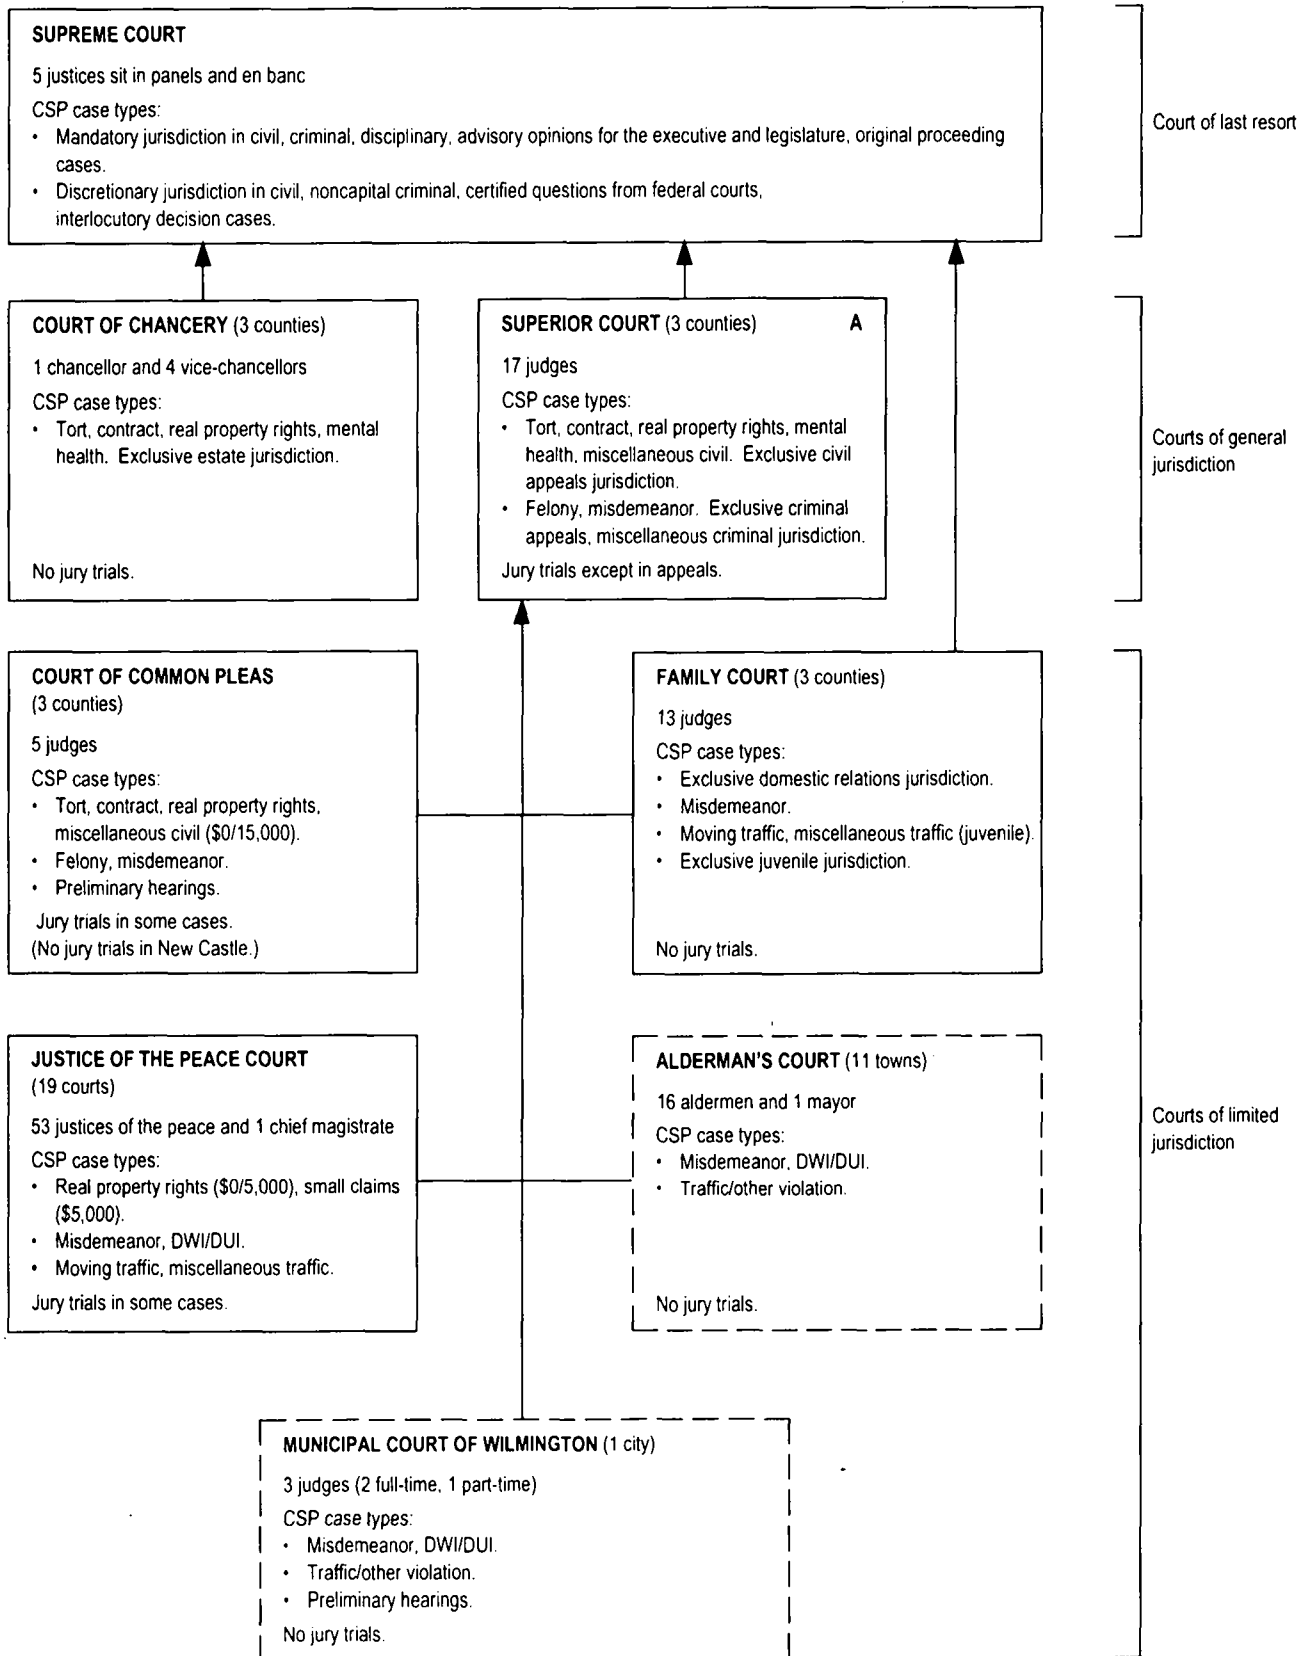 SUPREME COURT
5 justices sit in panels and en banc
CSP case types:
• Mandatory jurisdiction in civil, criminal, disciplinary, advisory opinions for the executive and legislature, original proceeding
cases.
• Discretionary jurisdiction in civil, noncapital criminal, certified questions from federal courts,
interlocutory decision cases.
Court of last resort
COURT OF CHANCERY (3 counties)
1 chancellor and 4 vice-chancellors
CSP case types:
• Tort, contract, real property rights, mental
health. Exclusive estate jurisdiction.
No jury trials.
SUPERIOR COURT (3 counties) A
17 judges
CSP case types:
• Tort, contract, real property rights, mental
health, miscellaneous civil. Exclusive civil
appeals jurisdiction.
• Felony, misdemeanor. Exclusive criminal
appeals, miscellaneous criminal jurisdiction.
Jury trials except in appeals.
Courts of general
jurisdiction
COURT OF COMMON PLEAS
(3 counties)
5 judges
CSP case types:
• Tort, contract, real property rights,
miscellaneous civil ($0/15,000).
• Felony, misdemeanor.
• Preliminary hearings.
Jury trials in some cases.
(No jury trials in New Castle.)
FAMILY COURT (3 counties)
13 judges
CSP case types:
• Exclusive domestic relations jurisdiction.
• Misdemeanor.
• Moving traffic, miscellaneous traffic (juvenile).
• Exclusive juvenile jurisdiction.
No jury trials.
JUSTICE OF THE PEACE COURT
(19 courts)
53 justices of the peace and 1 chief magistrate
CSP case types:
• Real property rights ($0/5,000), small claims
($5,000).
• Misdemeanor, DWI/DUI.
• Moving traffic, miscellaneous traffic.
Jury trials in some cases.
ALDERMAN'S COURT (11 towns)
16 aldermen and 1 mayor
CSP case types:
• Misdemeanor, DWI/DUI.
• Traffic/other violation.
No jury trials.
Courts of limited
jurisdiction
MUNICIPAL COURT OF WILMINGTON (1 city)
3 judges (2 full-time, 1 part-time)
CSP case types:
• Misdemeanor, DWI/DUI.
• Traffic/other violation.
• Preliminary hearings.
No jury trials.